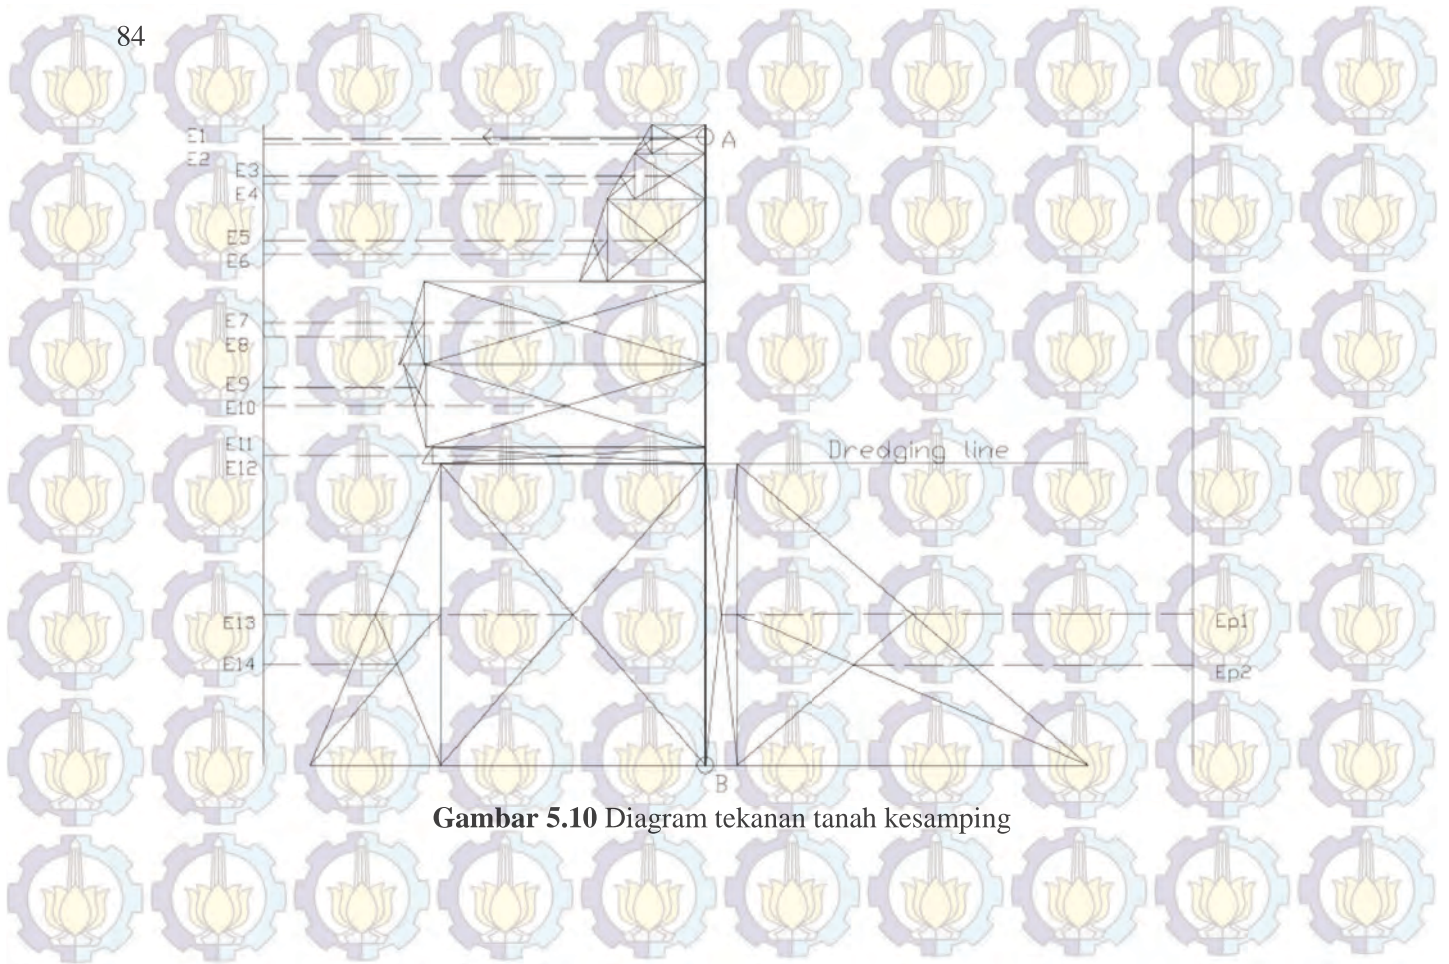 84
E1
A
E2
E3
E4
E5
E6
E7
E8
E9
E10
E11
Dredging line
E12
E13
Ep1
E14
Ep2
B
Gambar 5.10 Diagram tekanan tanah kesamping